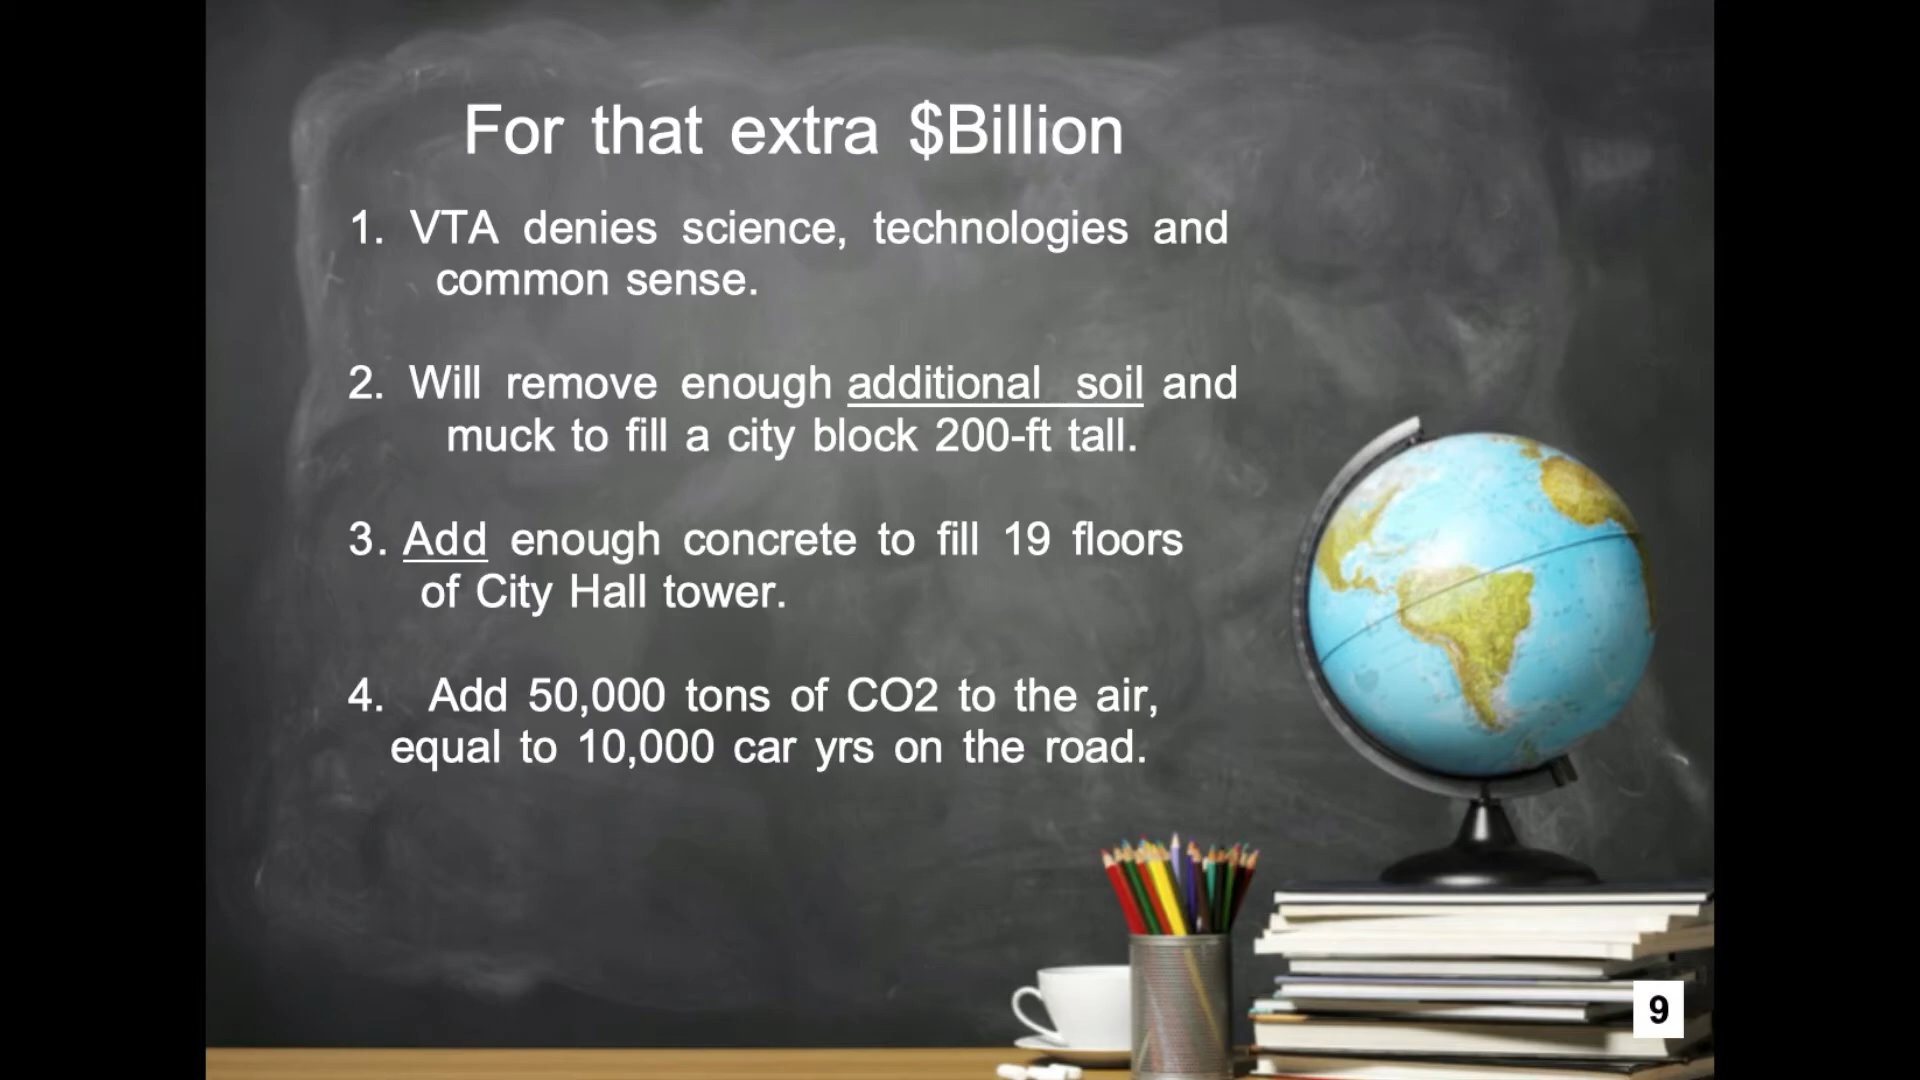 For that extra $Billion
1. VTA denies science, technologies and
common sense.
2. Will remove enough additional soil and
muck to fill a city block 200-ft tall.
3. Add enough concrete to fill 19 floors
of City Hall tower.
4. Add 50,000 tons of CO2 to the air,
equal to 10,000 car yrs on the road.
9